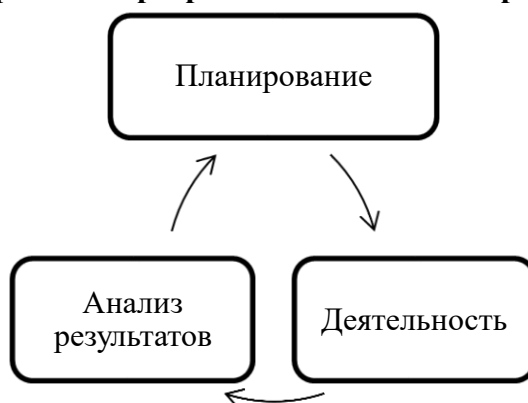 Планирование
Анализ
результатов
Деятельность